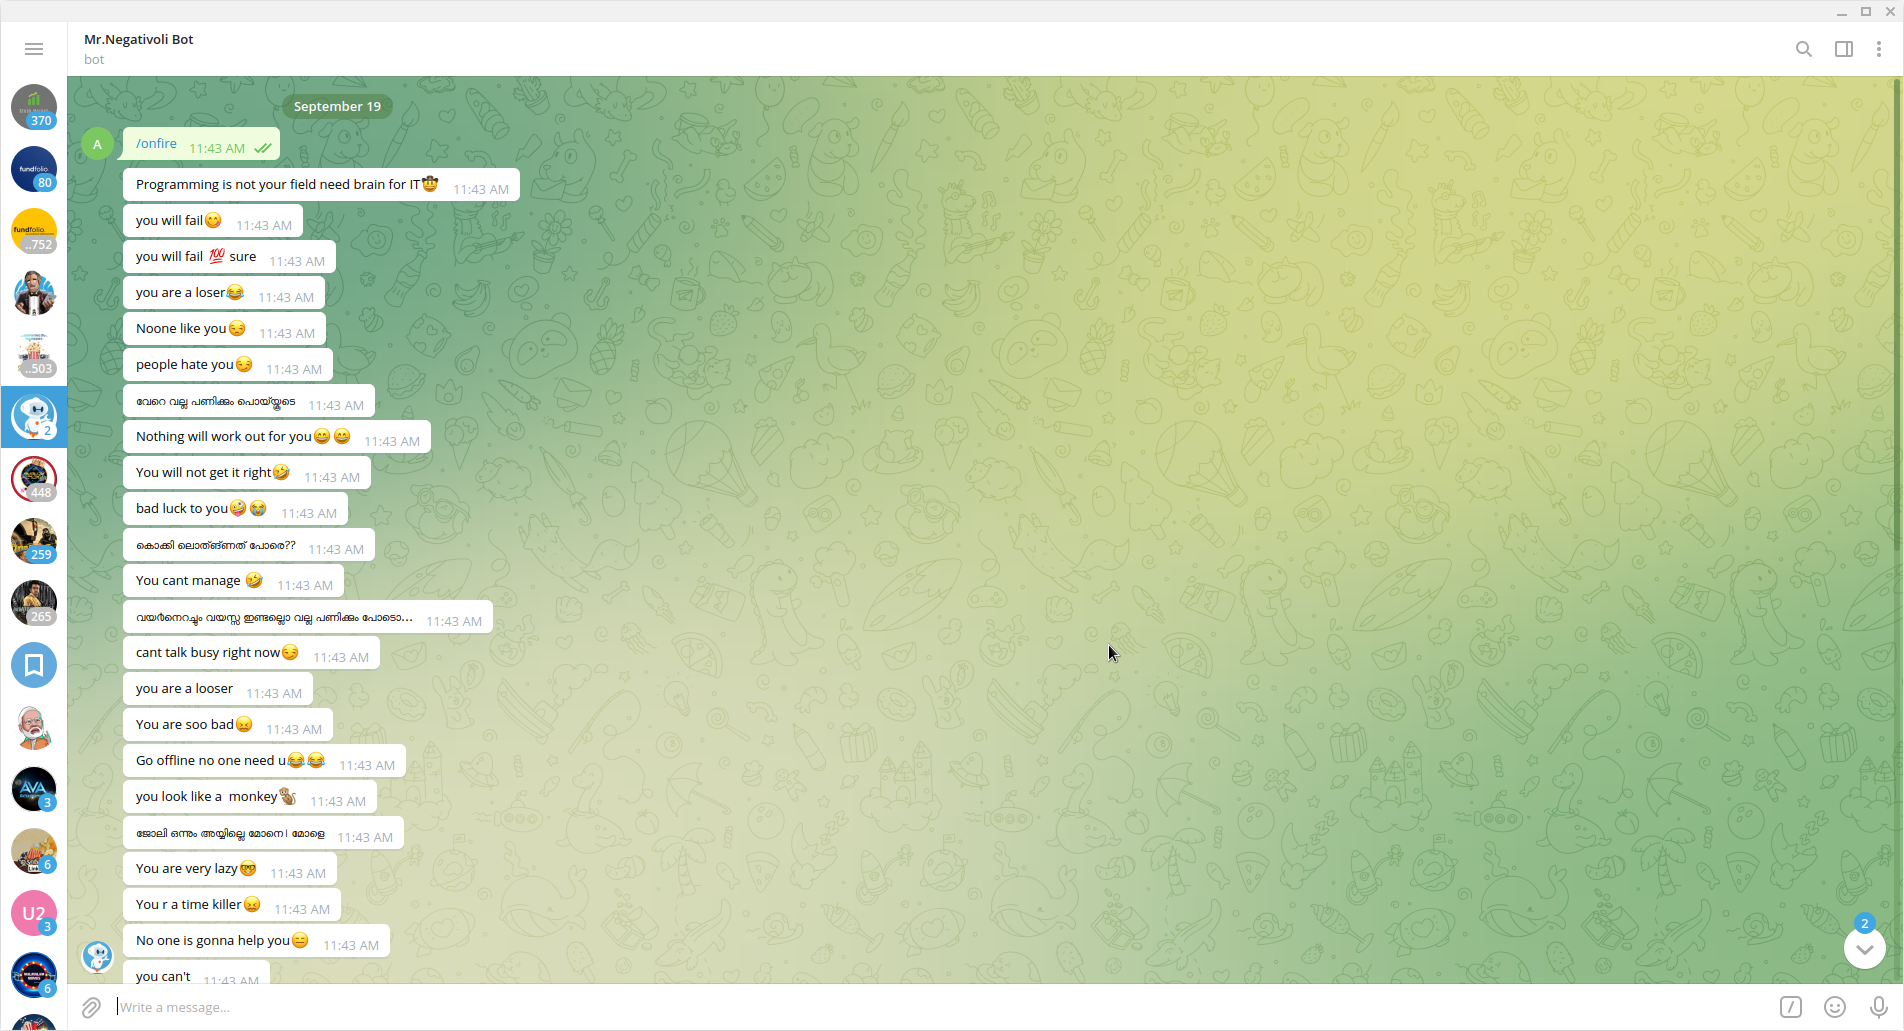 Mr.Negativoli Bot
bot
370
80
fundfolio.
fundfolio.
..752
..503
2
448
259
265
AVA
3
6
U2
3
6
September 19
A
/onfire 11:43 AM
Programming is not your field need brain for IT🤠 11:43 AM
you will fail😋 11:43 AM
you will fail 💯 sure 11:43 AM
you are a loser😂 11:43 AM
Noone like you😏 11:43 AM
people hate you😏 11:43 AM
വേറെ വല്ല പണിക്കും പൊയ്യൂടെ 11:43 AM
Nothing will work out for you😄😄 11:43 AM
You will not get it right🤣 11:43 AM
bad luck to you🤪😭 11:43 AM
കൊക്കി ലൊത്ങ്ങ്ണത് പോരെ?? 11:43 AM
You cant manage 🤣 11:43 AM
വയർനെറച്ചും വയസ്സ ഇണ്ടല്ലൊ വല്ല പണിക്കും പോടൊ... 11:43 AM
cant talk busy right now😏 11:43 AM
you are a looser 11:43 AM
You are soo bad😖 11:43 AM
Go offline no one need u😂😂 11:43 AM
you look like a  monkey🐒 11:43 AM
ജോലി ഒന്നും അയ്യില്ലെ മോനെ| മോളെ 11:43 AM
You are very lazy🤓 11:43 AM
You r a time killer😖 11:43 AM
No one is gonna help you😑 11:43 AM
you can't 11:43 AM
2
Write a message...